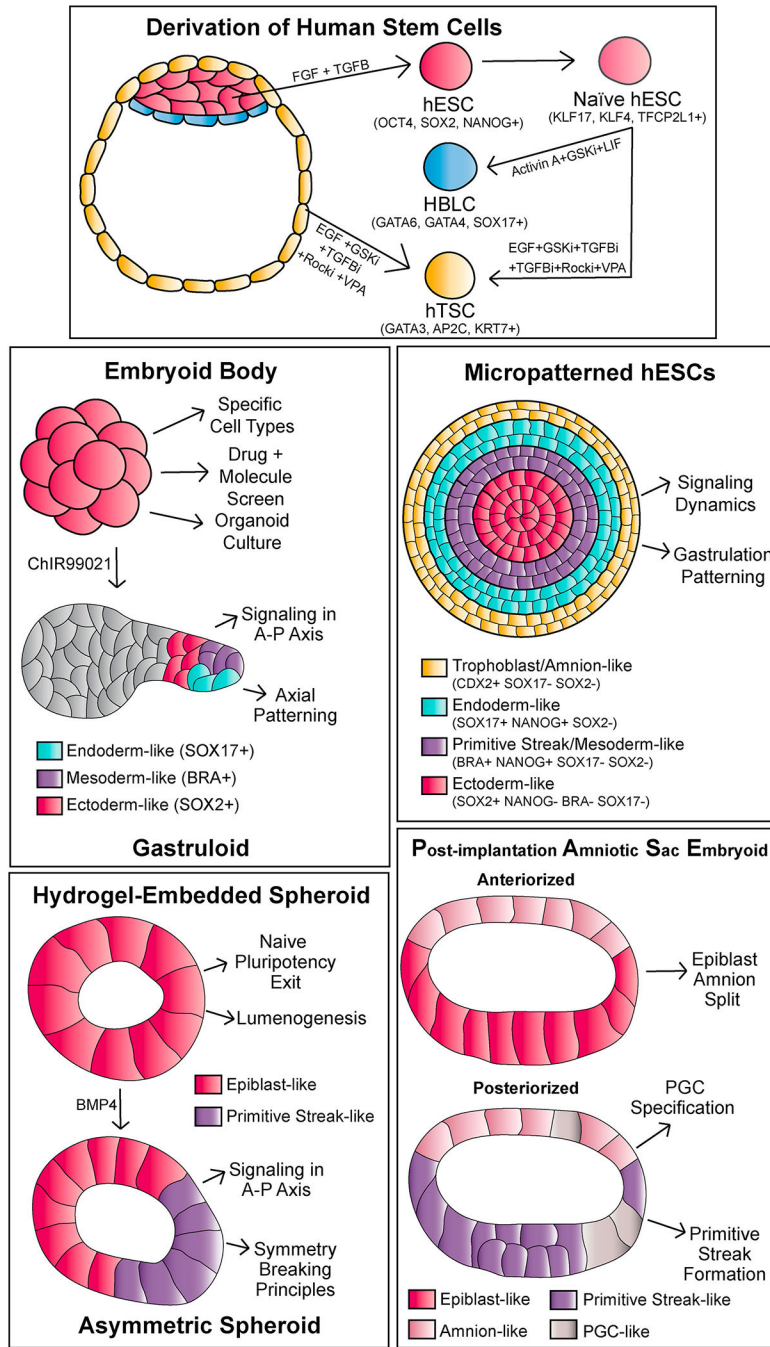 Derivation of Human Stem Cells
FGF + TGFB
hESC
(OCT4, SOX2, NANOG+)
Naïve hESC
(KLF17, KLF4, TFCP2L1+)
Activin A+GSKi+LIF
HBLC
(GATA6, GATA4, SOX17+)
EGF +GSKi
+TGFBi
+Rocki +VPA
EGF+GSKi+TGFBi
+TGFBi+Rocki+VPA
hTSC
(GATA3, AP2C, KRT7+)
Embryoid Body
Specific
Cell Types
Drug +
Molecule
Screen
Organoid
Culture
ChIR99021
Signaling in
A-P Axis
Axial
Patterning
Endoderm-like (SOX17+)
Mesoderm-like (BRA+)
Ectoderm-like (SOX2+)
Gastruloid
Micropatterned hESCs
Signaling
Dynamics
Gastrulation
Patterning
Trophoblast/Amnion-like
(CDX2+ SOX17- SOX2-)
Endoderm-like
(SOX17+ NANOG+ SOX2-)
Primitive Streak/Mesoderm-like
(BRA+ NANOG+ SOX17- SOX2-)
Ectoderm-like
(SOX2+ NANOG- BRA- SOX17-)
Hydrogel-Embedded Spheroid
Naive
Pluripotency
Exit
Lumenogenesis
Epiblast-like
Primitive Streak-like
BMP4
Signaling in
A-P Axis
Symmetry
Breaking
Principles
Asymmetric Spheroid
Post-implantation Amniotic Sac Embryoid
Anteriorized
Epiblast
Amnion
Split
Posteriorized
PGC
Specification
Primitive
Streak
Formation
Epiblast-like
Primitive Streak-like
Amnion-like
PGC-like